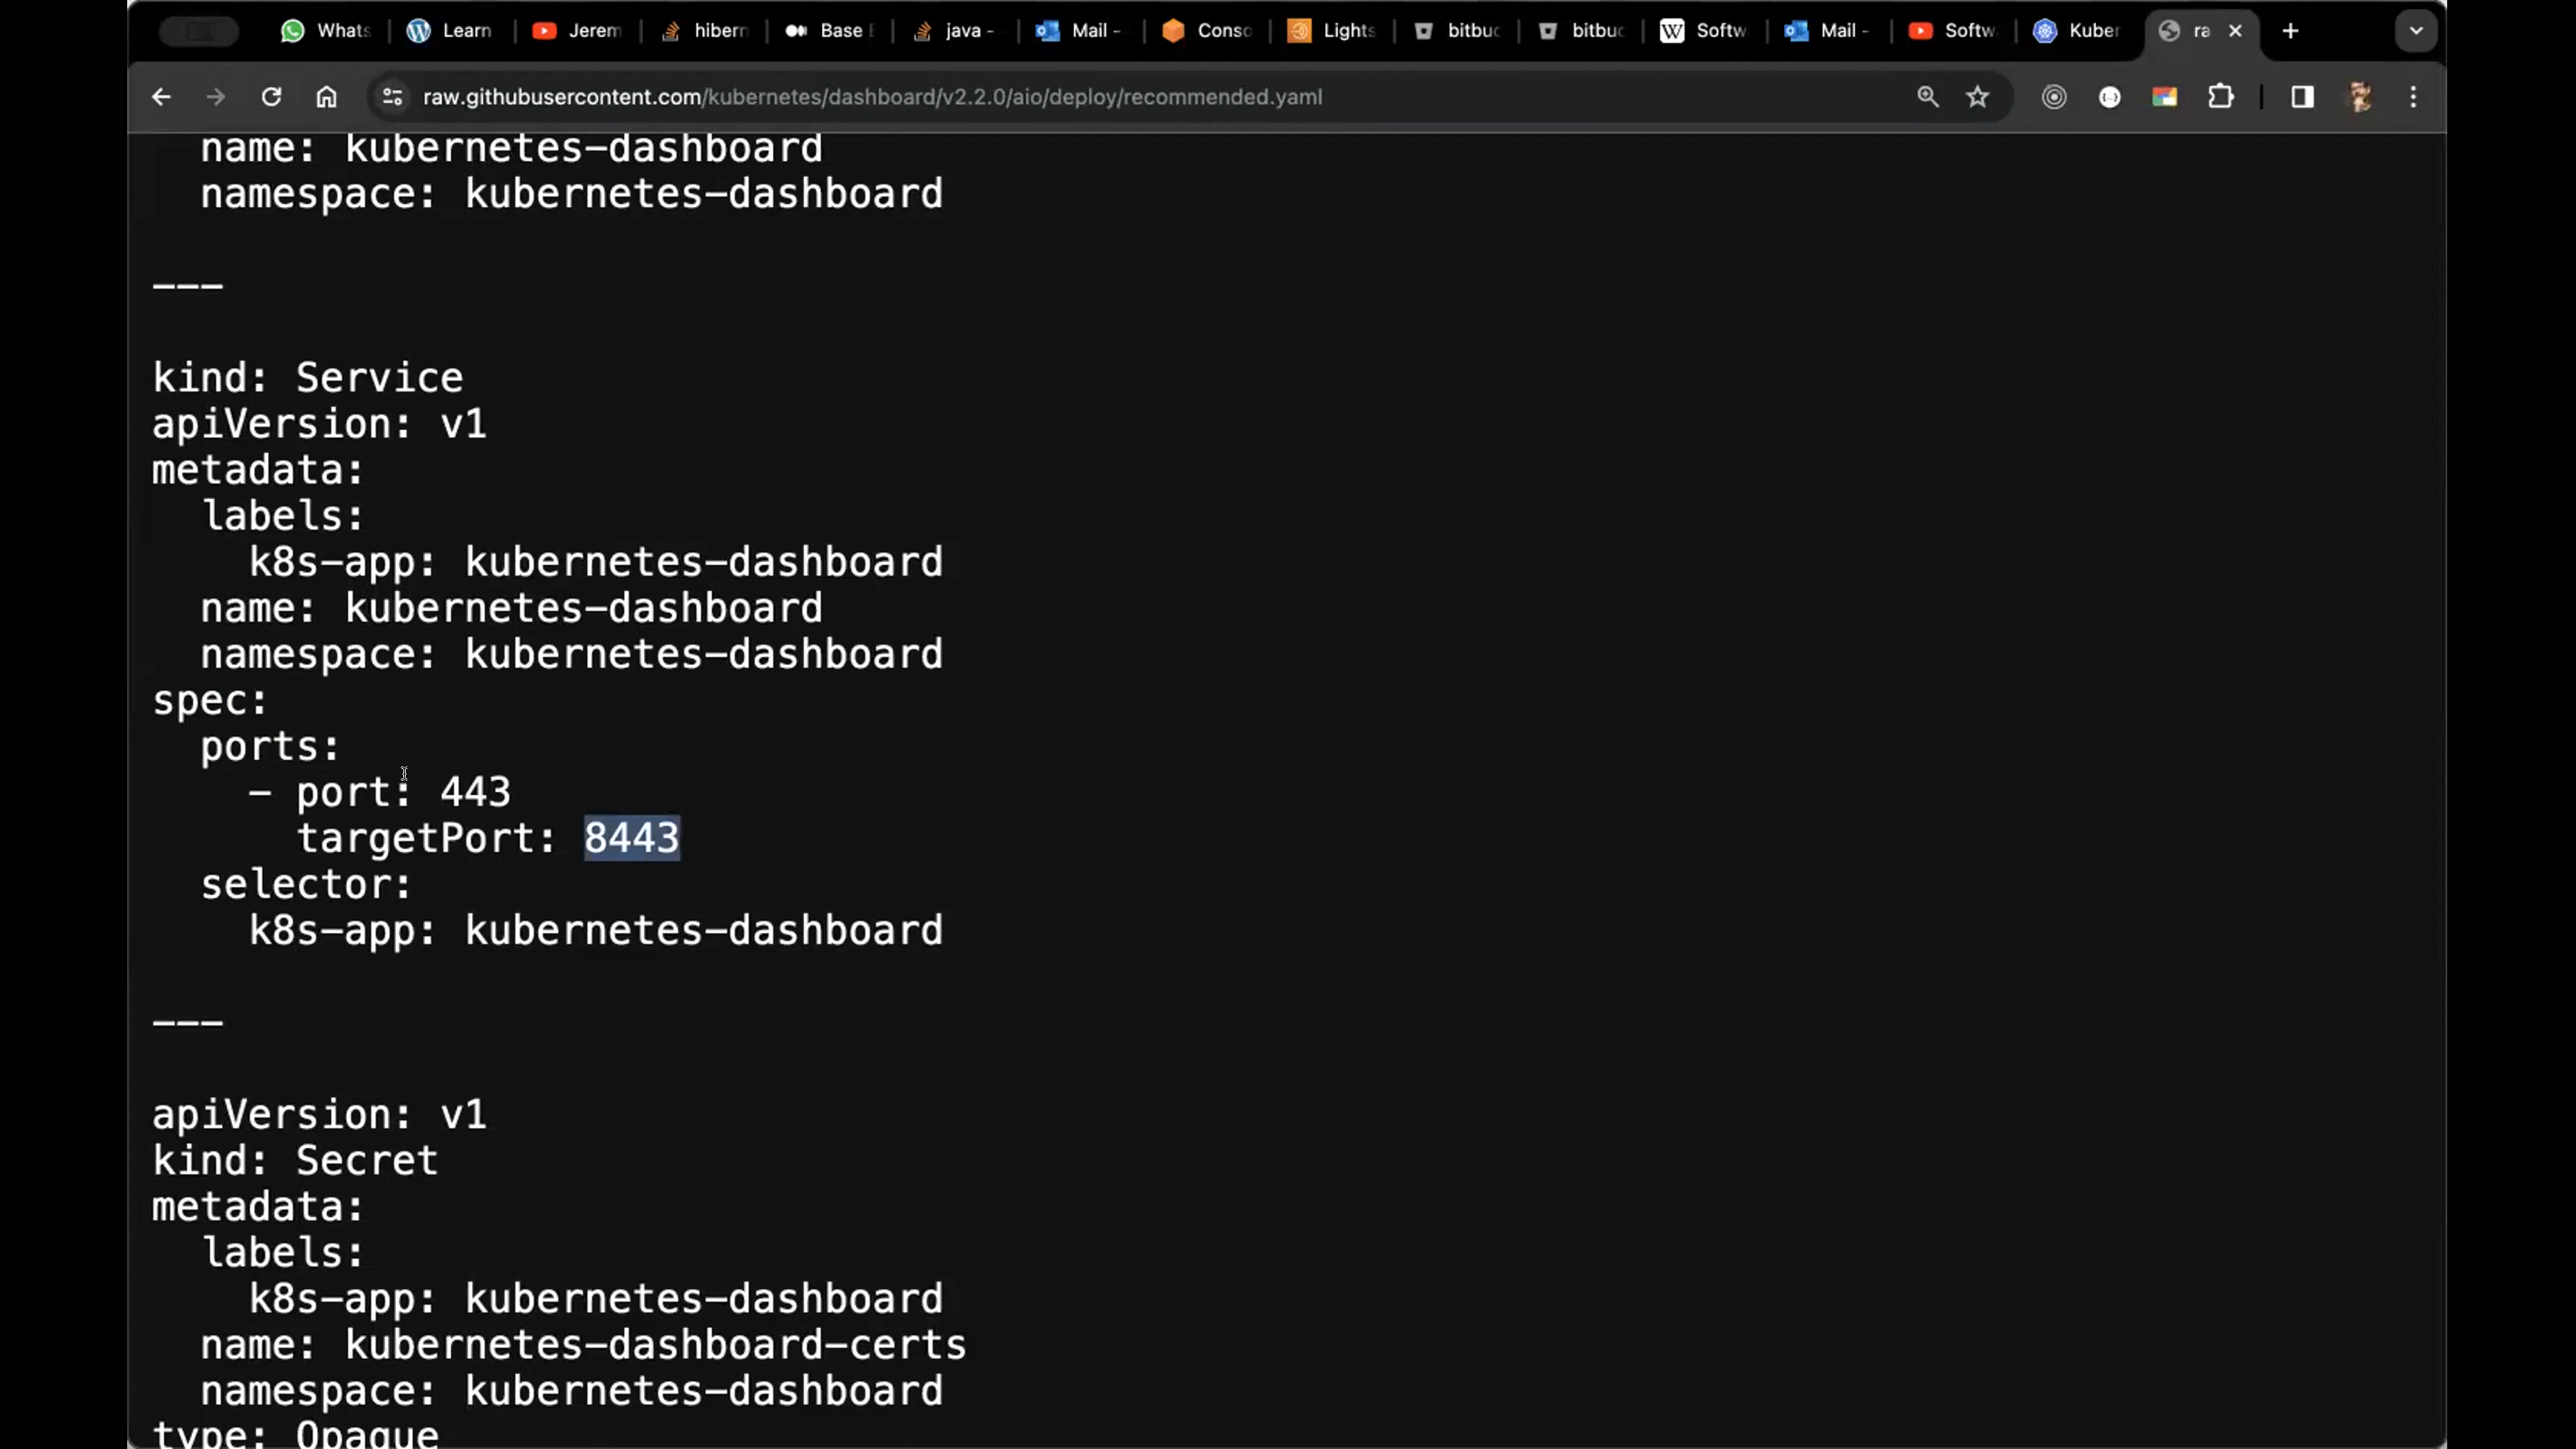 Whats
Learn
Jerem
hibern
Base
java -
Mail -
Conso
Lights
bitbuc
bitbuc
Softw
Mail -
Softw
Kuber
ra
raw.githubusercontent.com/kubernetes/dashboard/v2.2.0/aio/deploy/recommended.yaml
name: kubernetes-dashboard
namespace: kubernetes-dashboard
---
kind: Service
apiVersion: v1
metadata:
labels:
k8s-app: kubernetes-dashboard
name: kubernetes-dashboard
namespace: kubernetes-dashboard
spec:
ports:
- port: 443
targetPort: 8443
selector:
k8s-app: kubernetes-dashboard
---
apiVersion: v1
kind: Secret
metadata:
labels:
k8s-app: kubernetes-dashboard
name: kubernetes-dashboard-certs
namespace: kubernetes-dashboard
type: Opaque